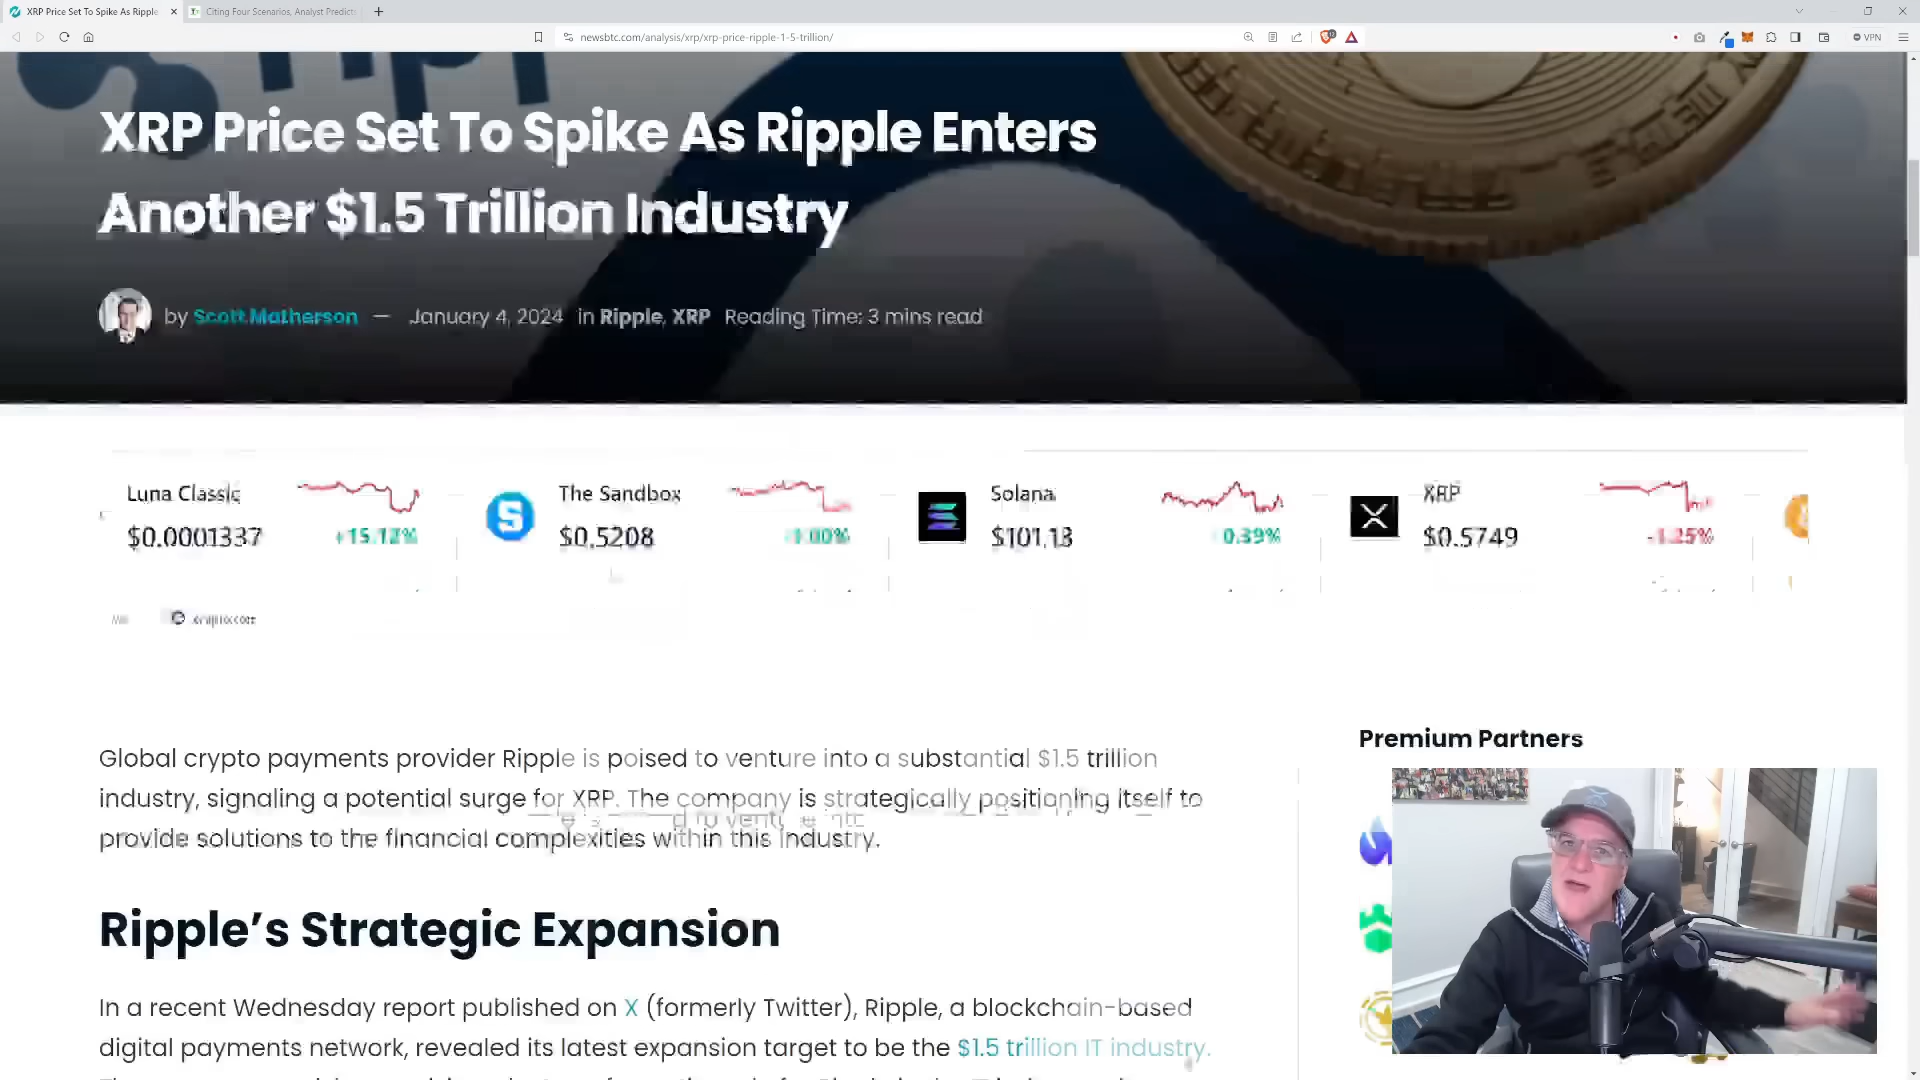 XRP Price Set To Spike As Ripple
Citing Four Scenarios, Analyst Predict
newsbtc.com/analysis/xrp/xrp-price-ripple-1-5-trillion/
VPN
XRP Price Set To Spike As Ripple Enters
Another $1.5 Trillion Industry
by Scott Matherson — January 4, 2024 in Ripple, XRP Reading Time: 3 mins read
Luna Classic
$0.0001337
+15.12%
The Sandbox
$0.5208
Solana
$101.13
0.39%
XRP
$0.5749
-1.25%
Global crypto payments provider Ripple is poised to venture into a substantial $1.5 trillion
industry, signaling a potential surge for XRP. The company is strategically positioning itself to
provide solutions to the financial complexities within this industry.
Premium Partners
Ripple’s Strategic Expansion
In a recent Wednesday report published on X (formerly Twitter), Ripple, a blockchain-based
digital payments network, revealed its latest expansion target to be the $1.5 trillion IT industry.